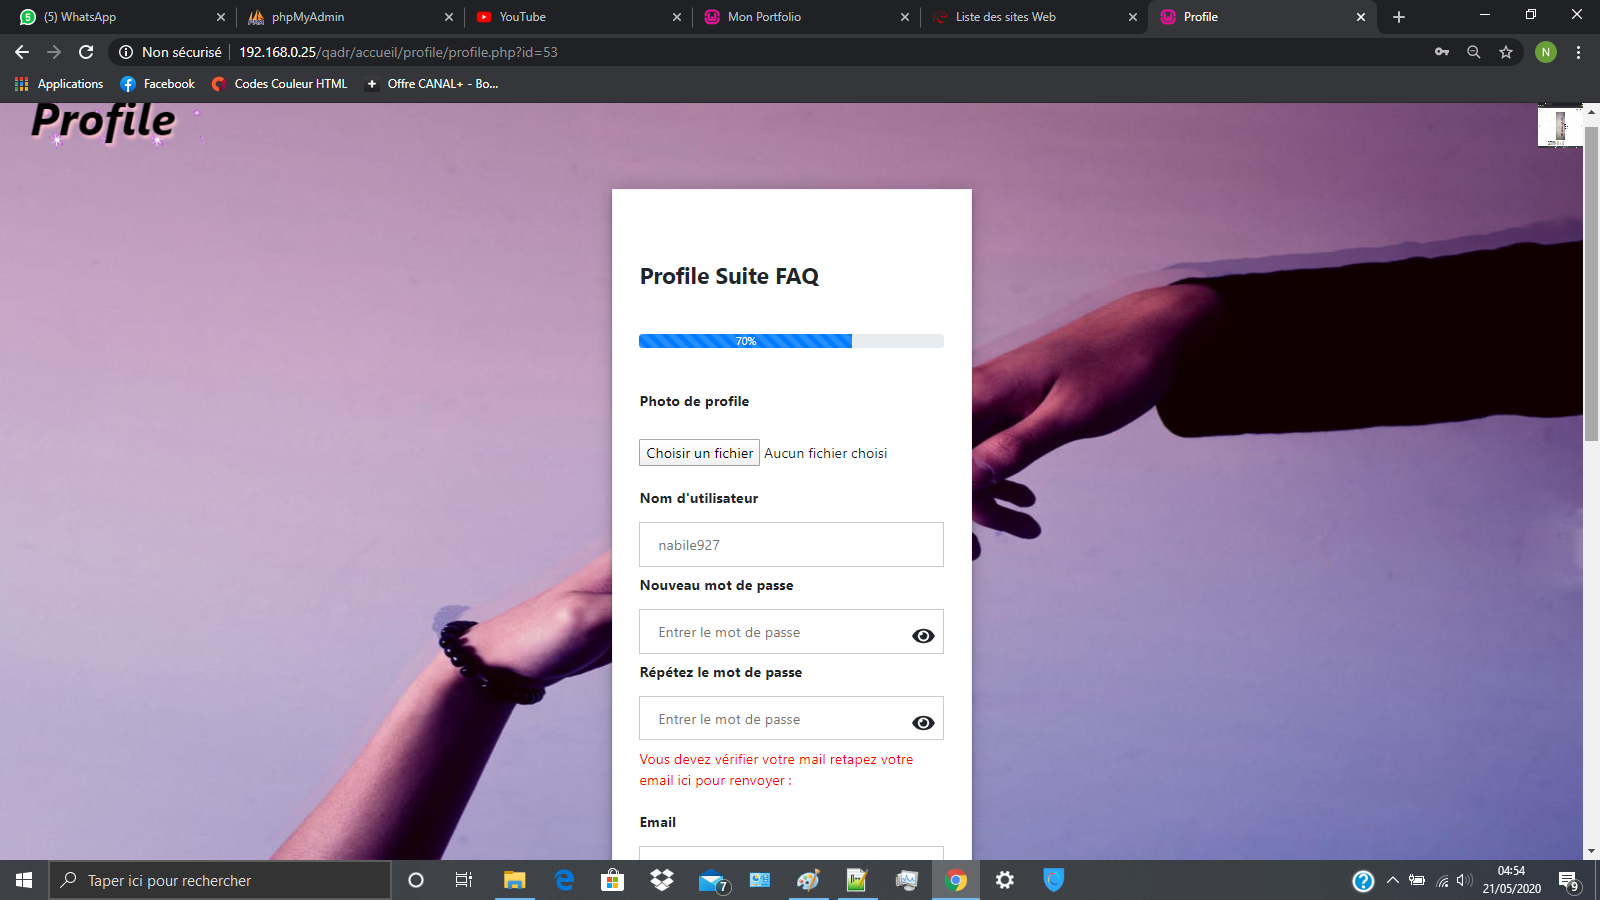 (5) WhatsApp
phpMyAdmin
YouTube
Mon Portfolio
Liste des sites Web
Profile
Non sécurisé
192.168.0.25/qadr/accueil/profile/profile.php?id=53
N
Applications
Facebook
Codes Couleur HTML
Offre CANAL+ - Bo...
Profile
Profile Suite FAQ
70%
Photo de profile
Choisir un fichier Aucun fichier choisi
Nom d'utilisateur
nabile927
Nouveau mot de passe
Entrer le mot de passe
Répétez le mot de passe
Entrer le mot de passe
Vous devez vérifier votre mail retapez votre
email ici pour renvoyer :
Email
Taper ici pour rechercher
7
04:54
21/05/2020
9